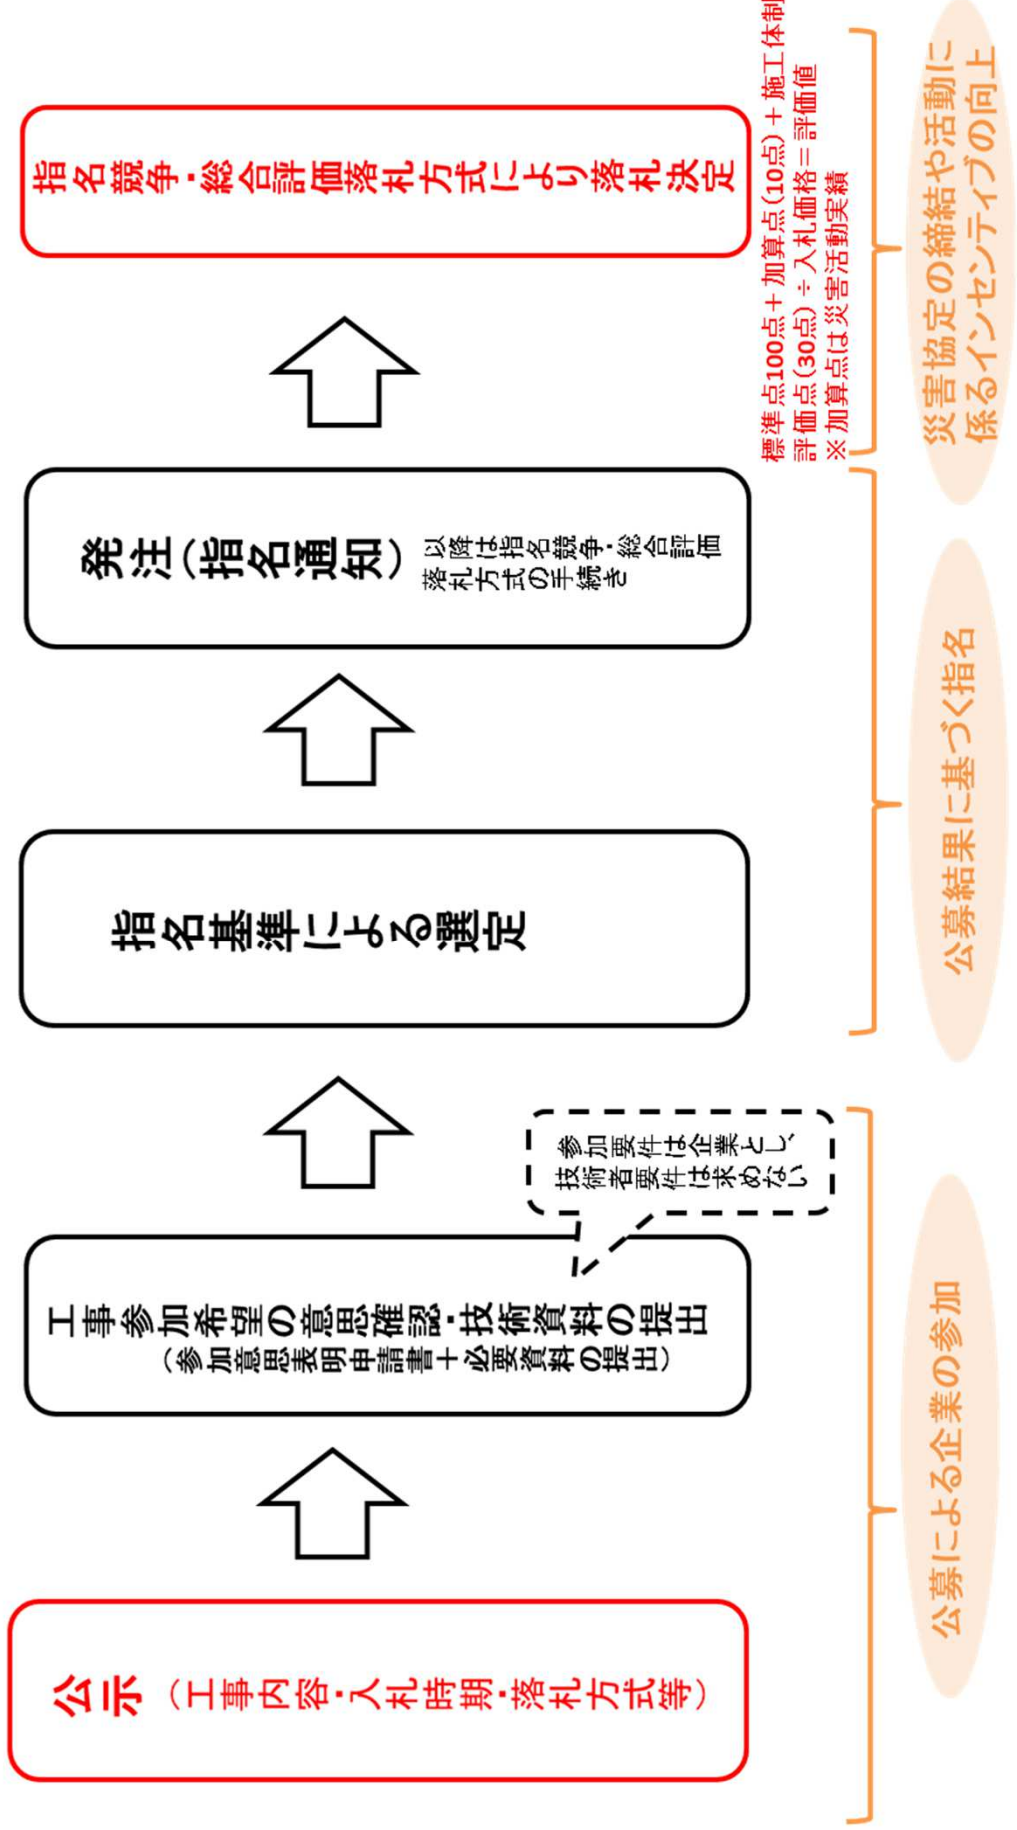 公示（工事内容・入札時期・落札方式等）
工事参加希望の意思確認・技術資料の提出
（参加意思表明申請書＋必要資料の提出）
参加要件は企業とし、
技術者要件は求めない
指名基準による選定
発注（指名通知）
以降は指名競争・総合評価
落札方式の手続き
指名競争・総合評価落札方式により落札決定
標準点100点＋加算点（10点）＋施工体制
評価点（30点）÷入札価格＝評価値
※加算点は災害活動実績
公募による企業の参加
公募結果に基づく指名
災害協定の締結や活動に
係るインセンティブの向上